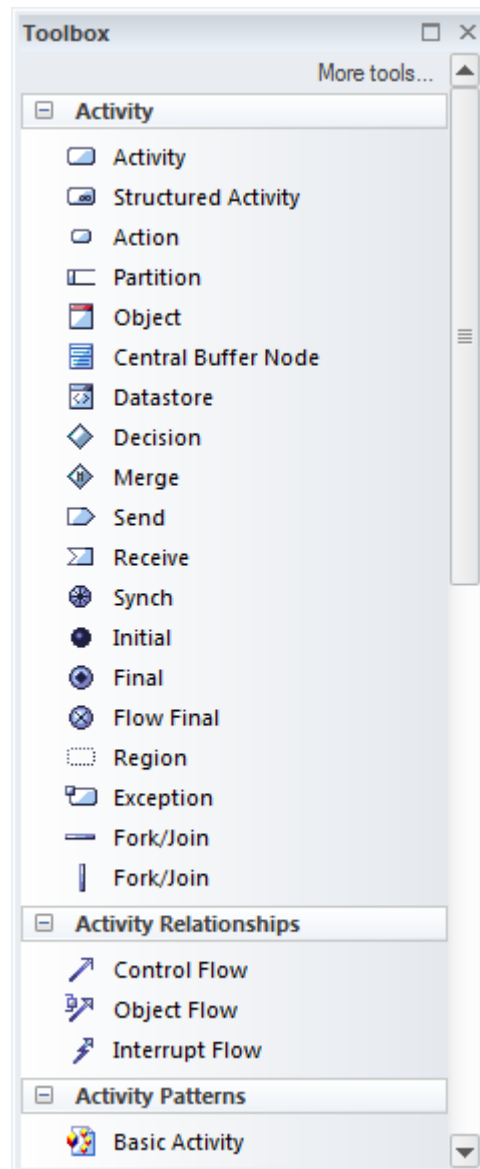 Toolbox
More tools...
Activity
Activity
Structured Activity
Action
Partition
Object
Central Buffer Node
Datastore
Decision
Merge
Send
Receive
Synch
Initial
Final
Flow Final
Region
Exception
Fork/Join
Fork/Join
Activity Relationships
Control Flow
Object Flow
Interrupt Flow
Activity Patterns
Basic Activity